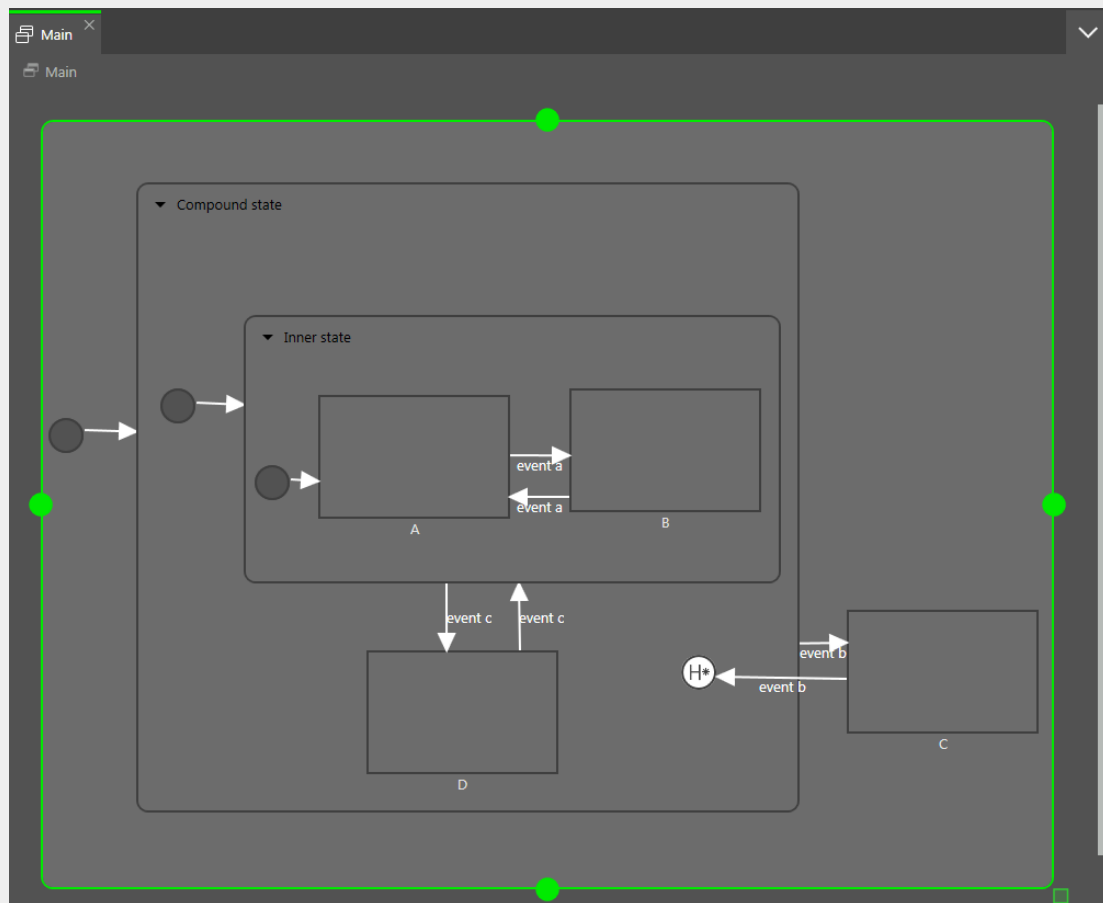 Main
Main
Compound state
Inner state
event a
event a
A
B
event c
event c
H*
event b
event b
D
C